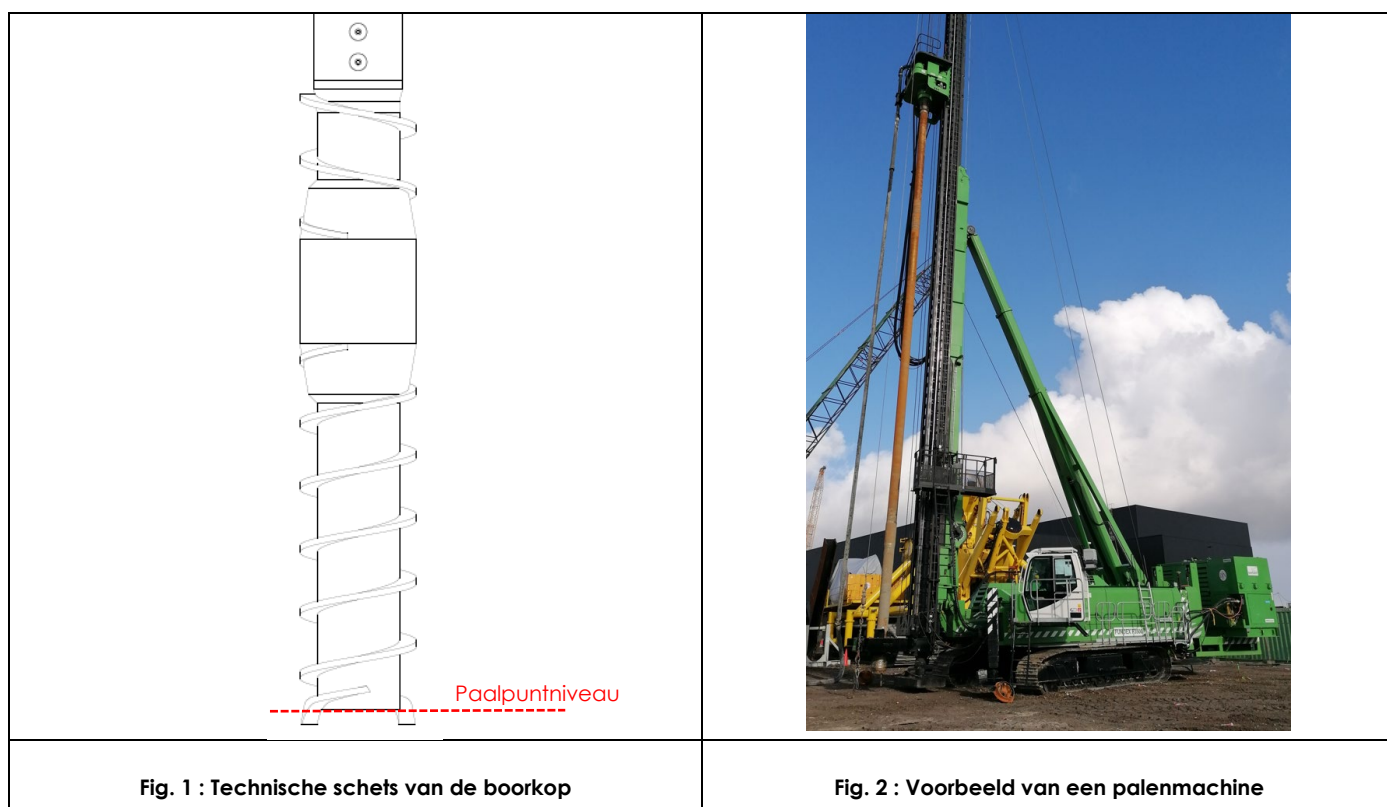 Paalpuntniveau
Fig. 1 : Technische schets van de boorkop
Fig. 2 : Voorbeeld van een palenmachine